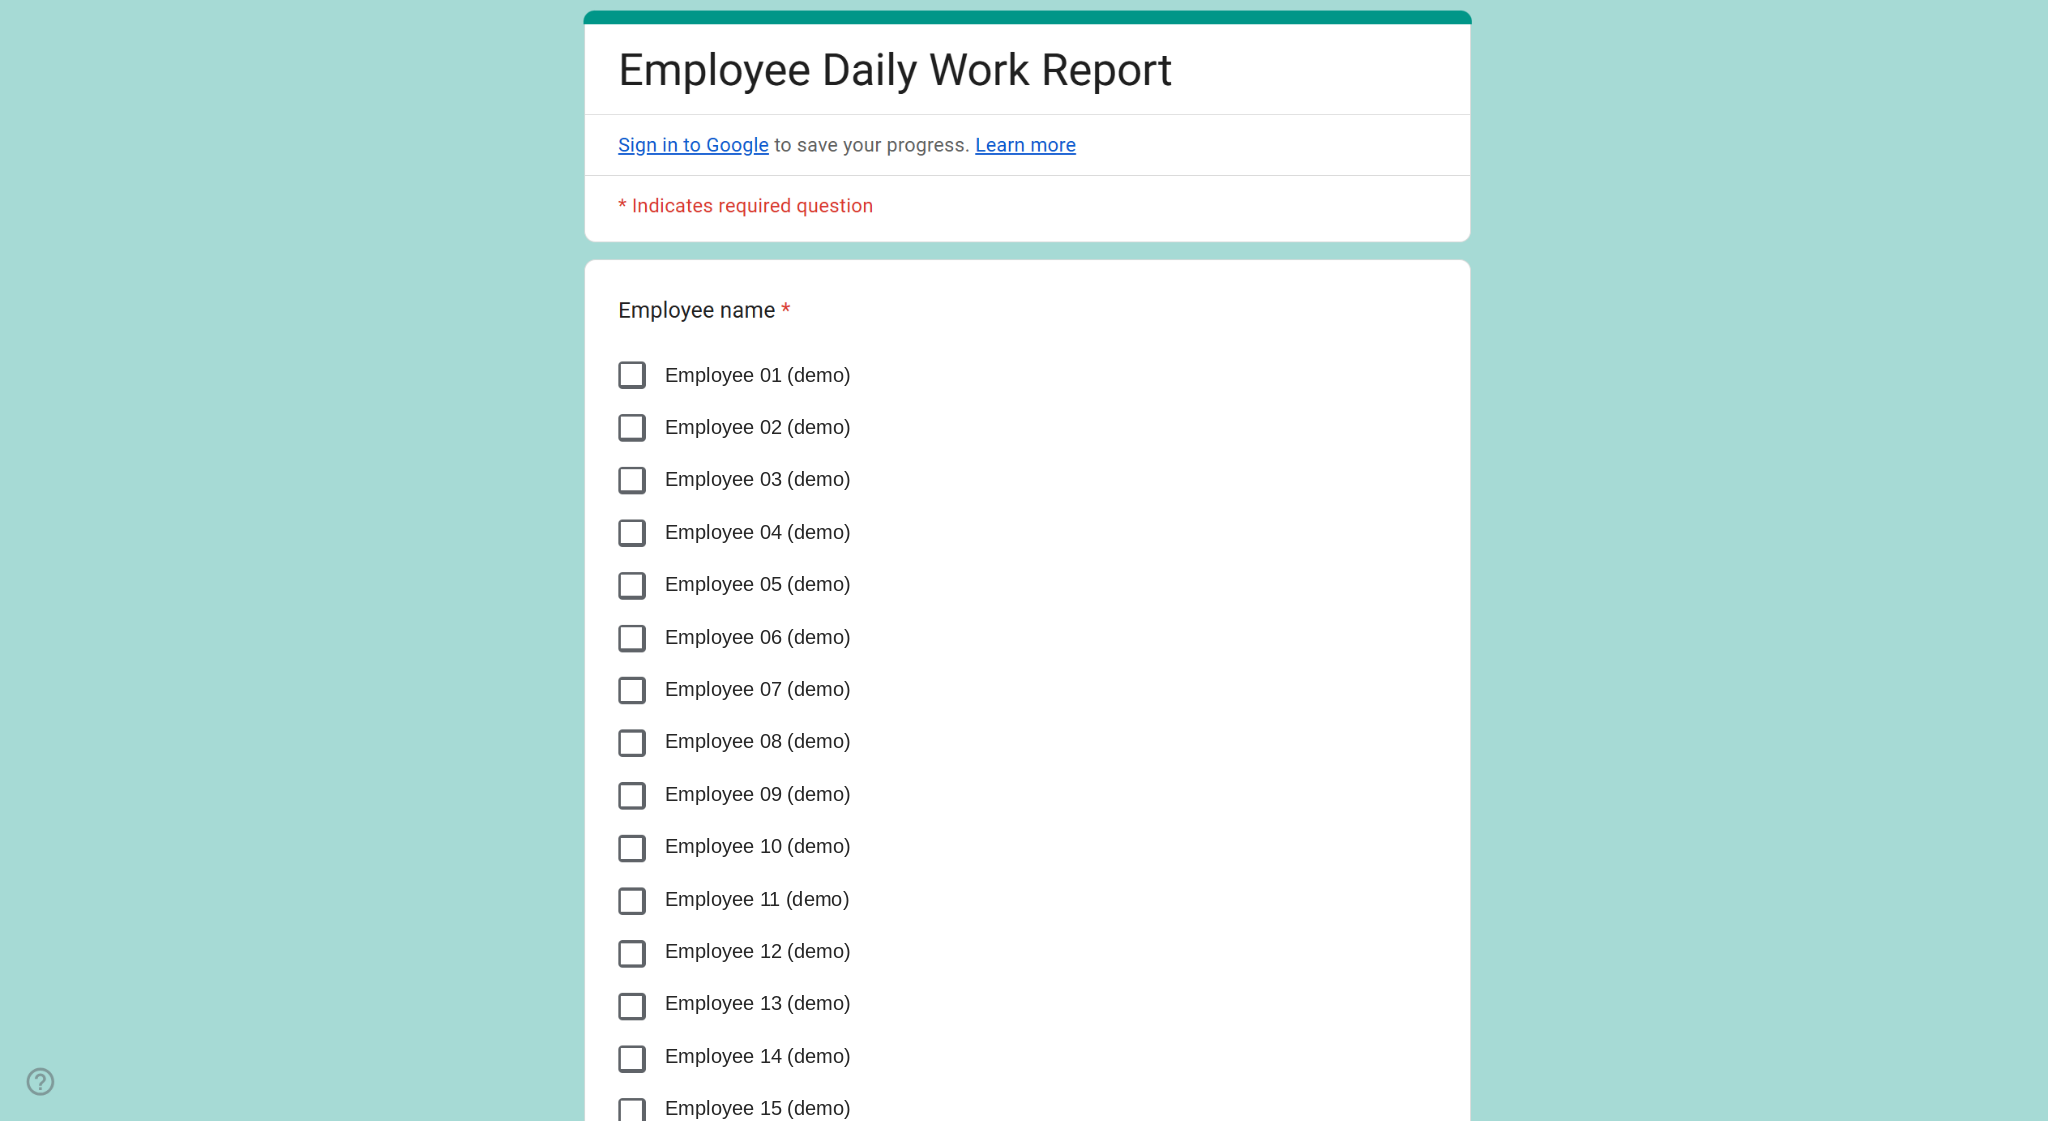 Employee Daily Work Report
Sign in to Google to save your progress. Learn more
* Indicates required question
Employee name *
Employee 01 (demo)
Employee 02 (demo)
Employee 03 (demo)
Employee 04 (demo)
Employee 05 (demo)
Employee 06 (demo)
Employee 07 (demo)
Employee 08 (demo)
Employee 09 (demo)
Employee 10 (demo)
Employee 11 (demo)
Employee 12 (demo)
Employee 13 (demo)
Employee 14 (demo)
Employee 15 (demo)